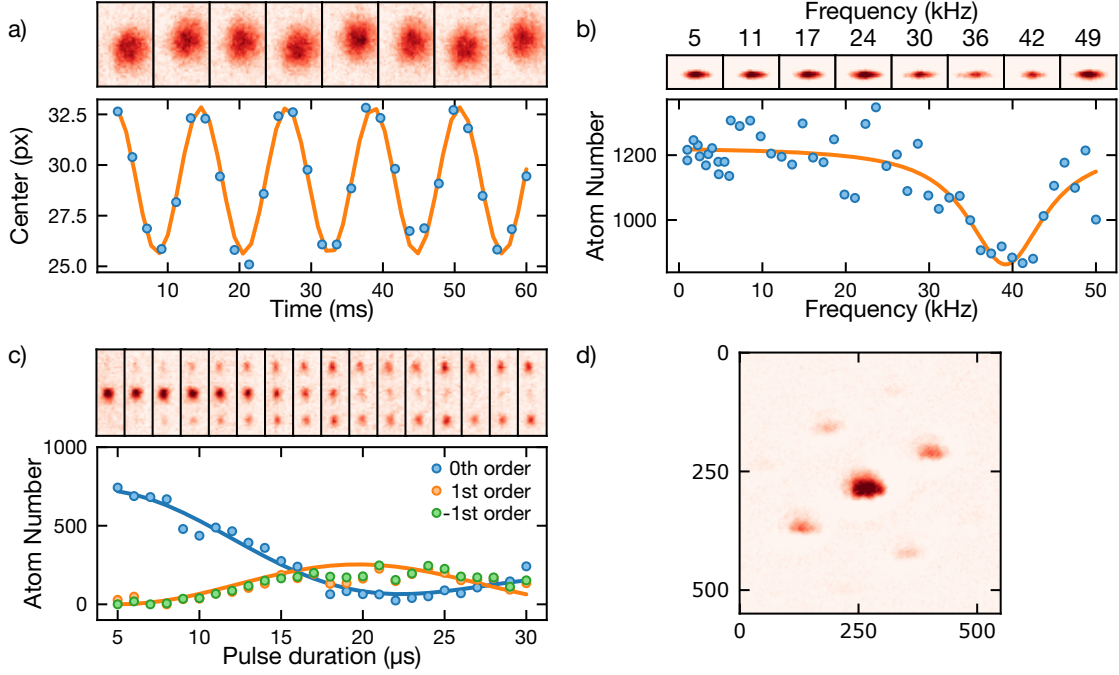 a)
Center (px)
32.5
30.0
27.5
25.0
10 20 30 40 50 60
Time (ms)
b)
Frequency (kHz)
5 11 17 24 30 36 42 49
Atom Number
1200
1000
0 10 20 30 40 50
Frequency (kHz)
c)
Atom Number
1000
500
0
0th order
1st order
-1st order
5 10 15 20 25 30
Pulse duration (μs)
d)
0
250
500
0 250 500